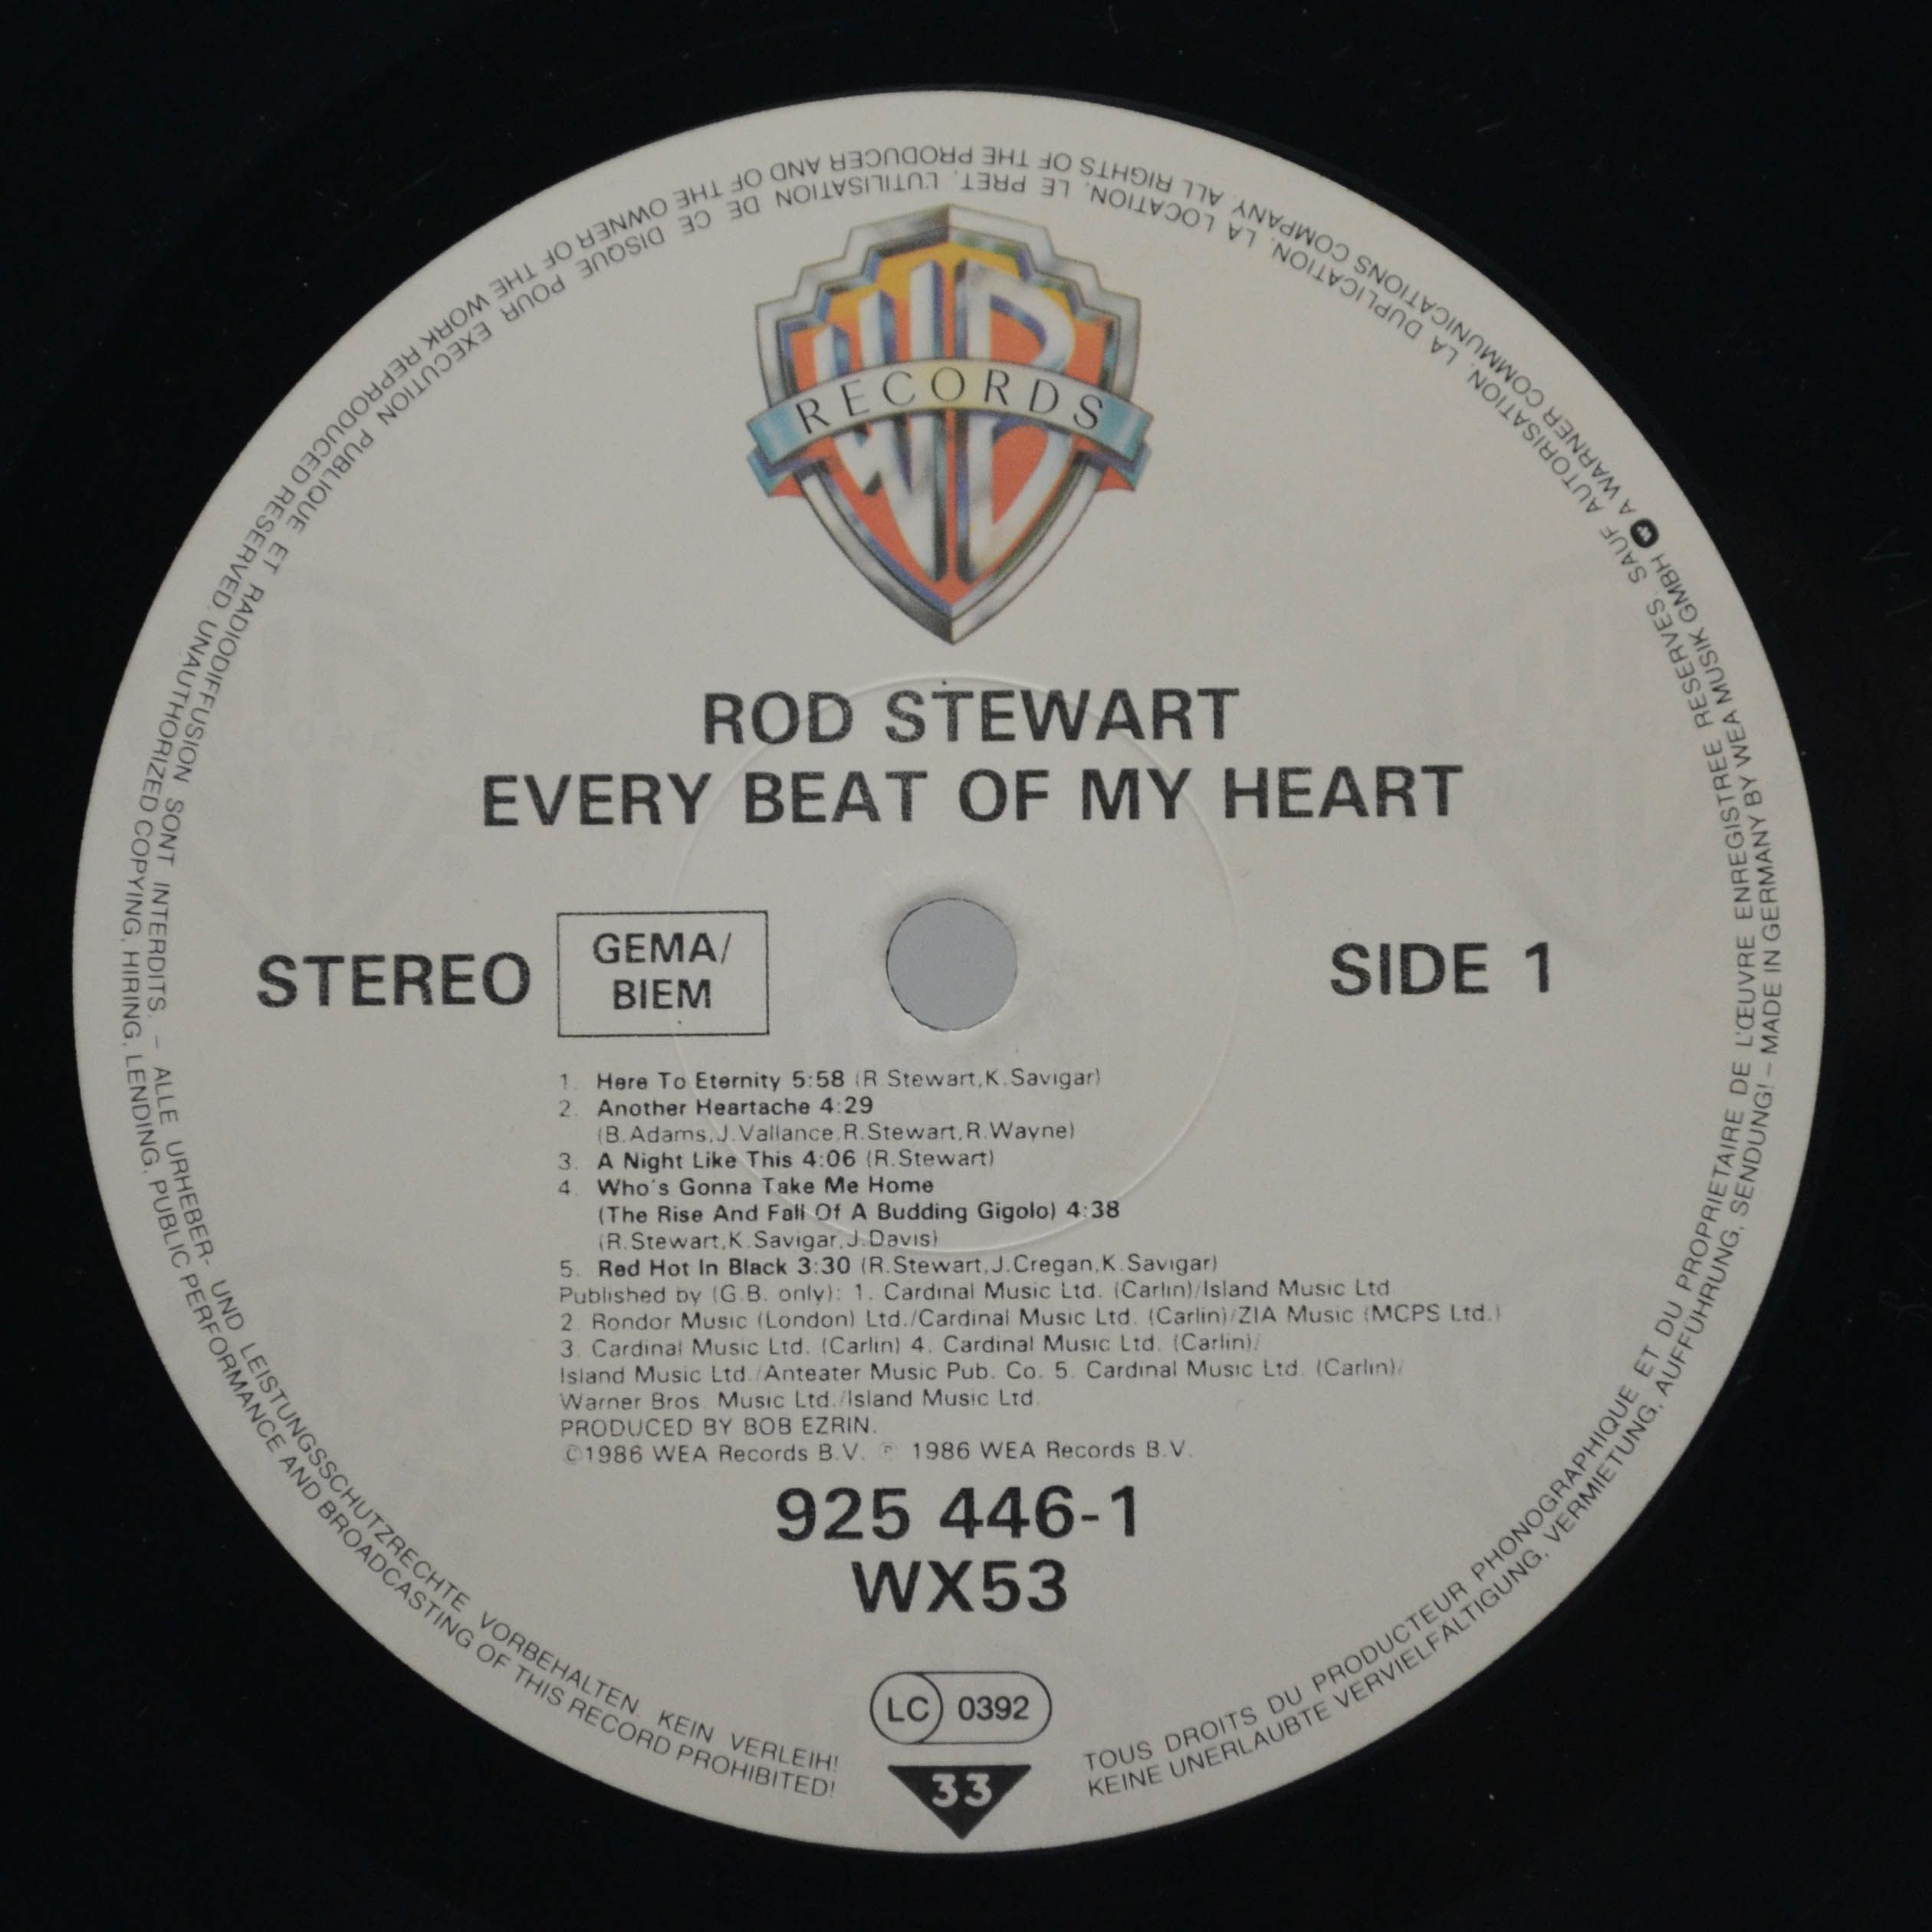 RECORDS
ROD STEWART
EVERY BEAT OF MY HEART
STEREO
GEMA/
BIEM
SIDE 1
1. Here To Eternity 5:58 (R.Stewart,K.Savigar)
2. Another Heartache 4:29
(B.Adams,J.Vallance,R.Stewart,R.Wayne)
3. A Night Like This 4:06 (R.Stewart)
4. Who's Gonna Take Me Home
(The Rise And Fall Of A Budding Gigolo) 4:38
(R.Stewart,K.Savigar,J.Davis)
5. Red Hot In Black 3:30 (R.Stewart,J.Cregan,K.Savigar)
Published by (G.B. only): 1. Cardinal Music Ltd. (Carlin)/Island Music Ltd.
2. Rondor Music (London) Ltd./Cardinal Music Ltd. (Carlin)/ZIA Music (MCPS Ltd.)
3. Cardinal Music Ltd. (Carlin) 4. Cardinal Music Ltd. (Carlin)/
Island Music Ltd./Anteater Music Pub. Co. 5. Cardinal Music Ltd. (Carlin)/
Warner Bros. Music Ltd./Island Music Ltd.
PRODUCED BY BOB EZRIN.
©1986 WEA Records B.V. ℗ 1986 WEA Records B.V.
925 446-1
WX53
LC 0392
33
TOUS DROITS DU PRODUCTEUR PHONOGRAPHIQUE ET DU PROPRIETAIRE DE L'ŒUVRE ENREGISTREE RESERVES. SAUF AUTORISATION, LA DUPLICATION, LA LOCATION, LE PRET, L'UTILISATION DE CE DISQUE POUR EXECUTION PUBLIQUE ET RADIODIFFUSION SONT INTERDITS. – ALLE URHEBER- UND LEISTUNGSSCHUTZRECHTE VORBEHALTEN. KEIN VERLEIH!
KEINE UNERLAUBTE VERVIELFÄLTIGUNG, VERMIETUNG, AUFFÜHRUNG, SENDUNG! – MADE IN GERMANY BY WEA MUSIK GMBH A WARNER COMMUNICATIONS COMPANY. ALL RIGHTS OF THE PRODUCER AND OF THE OWNER OF THE WORK REPRODUCED RESERVED. UNAUTHORIZED COPYING, HIRING, LENDING, PUBLIC PERFORMANCE AND BROADCASTING OF THIS RECORD PROHIBITED!